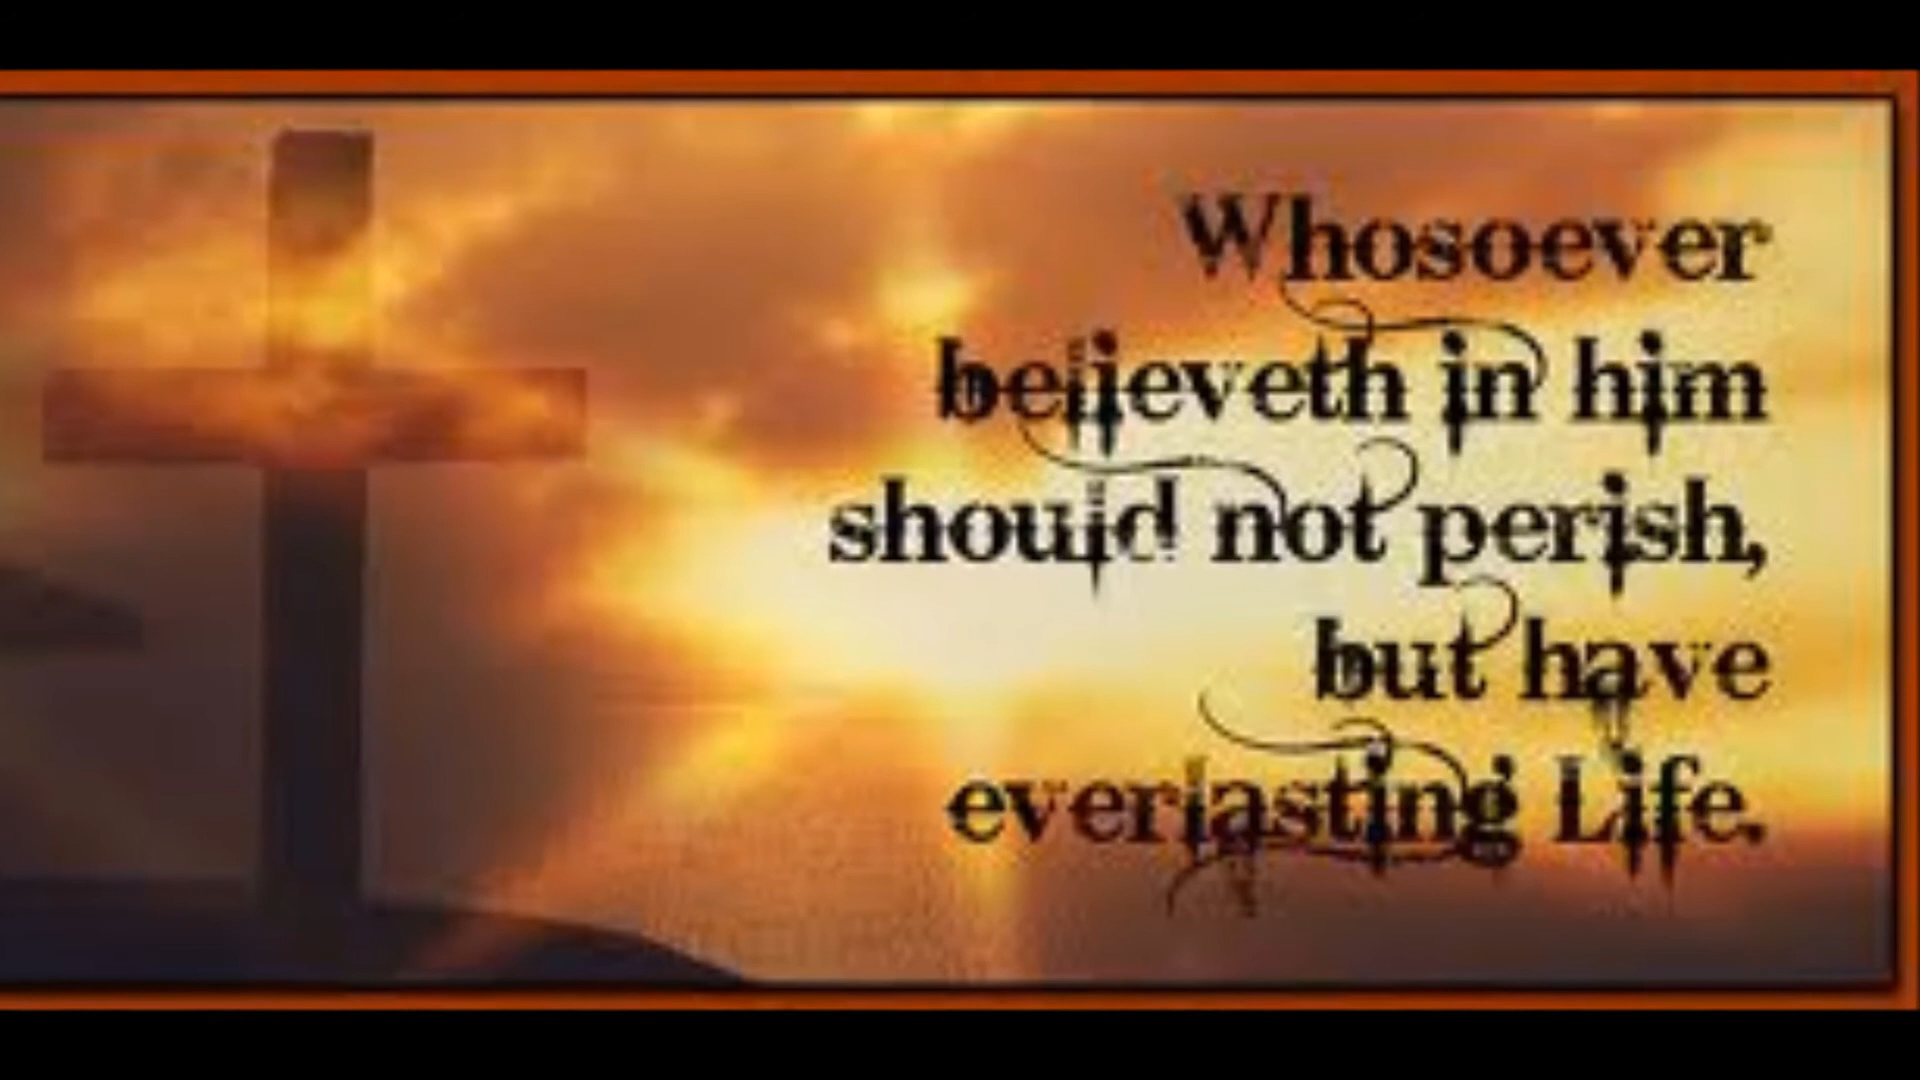 Whosoever
believeth in him
should not perish,
but have
everlasting Life.